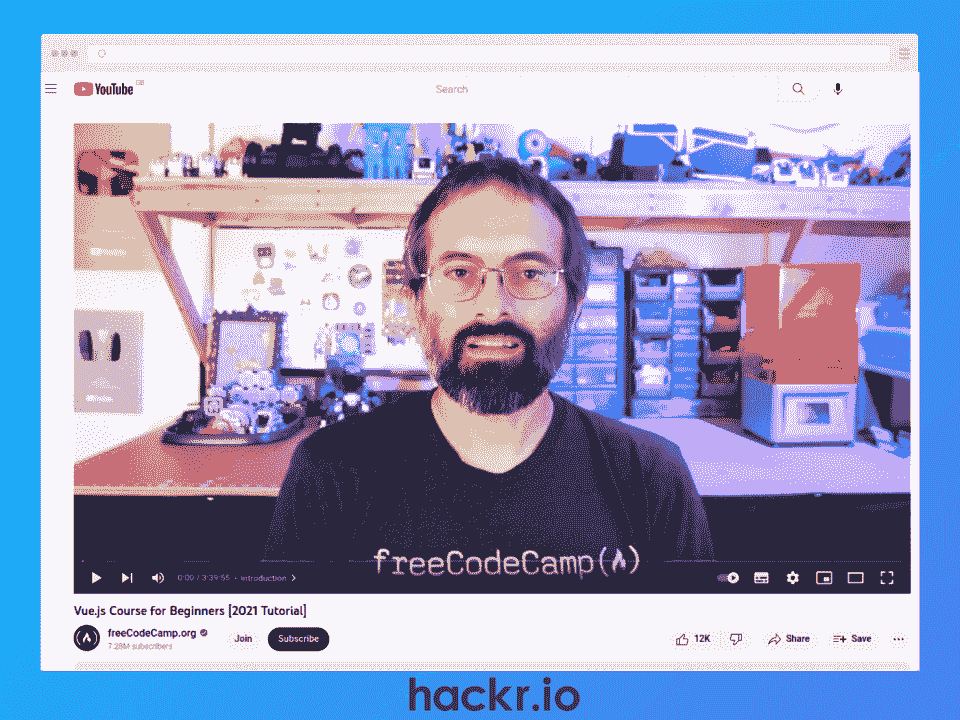 YouTube GB
Search
freeCodeCamp(🔥)
0:00 / 3:39:55 • Introduction >
Vue.js Course for Beginners [2021 Tutorial]
freeCodeCamp.org
Join
Subscribe
7.28M subscribers
12K
Share
Save
hackr.io